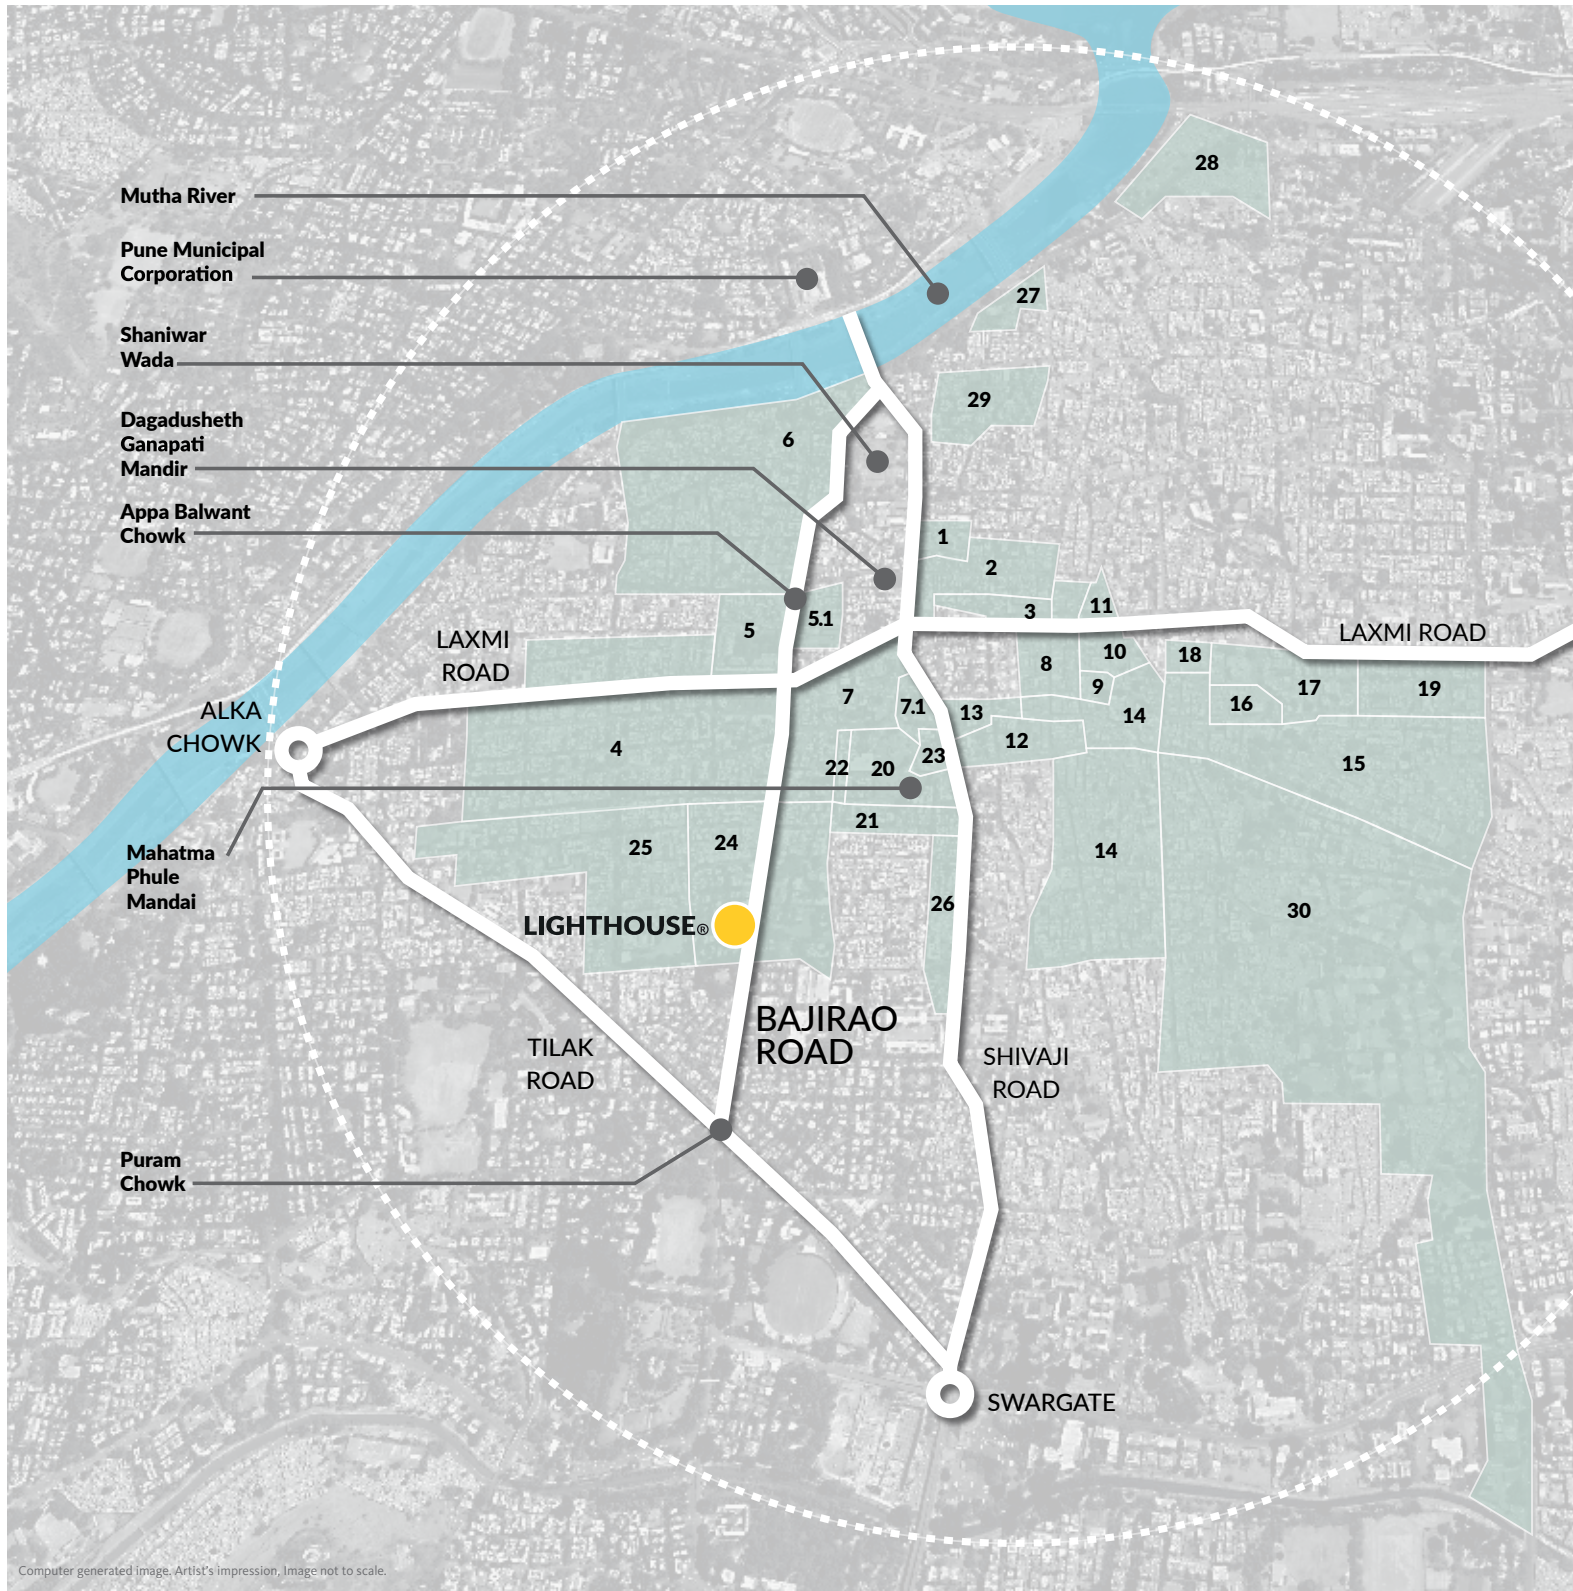 28
Mutha River
Pune Municipal
Corporation
27
Shaniwar
Wada
29
Dagadusheth
Ganapati
Mandir
6
Appa Balwant
Chowk
1
2
3
11
5
5.1
LAXMI
ROAD
LAXMI ROAD
8
10
18
9
17
19
16
7
7.1
13
14
12
ALKA
CHOWK
4
22
20
23
15
21
Mahatma
Phule
Mandai
25
24
14
26
30
LIGHTHOUSE®
BAJIRAO
ROAD
TILAK
ROAD
SHIVAJI
ROAD
Puram
Chowk
SWARGATE
Computer generated image. Artist's impression, Image not to scale.